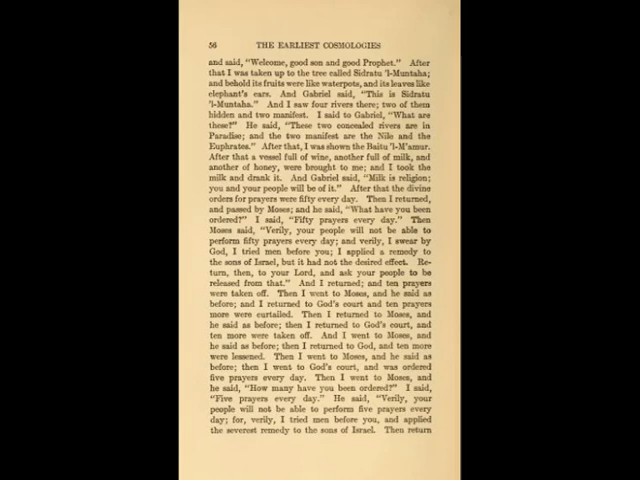 56 THE EARLIEST COSMOLOGIES
and said, "Welcome, good son and good Prophet." After
that I was taken up to the tree called Sidratu 'l-Muntaha;
and behold its fruits were like waterpots, and its leaves like
elephant's ears. And Gabriel said, "This is Sidratu
'l-Muntaha." And I saw four rivers there; two of them
hidden and two manifest. I said to Gabriel, "What are
these?" He said, "These two concealed rivers are in
Paradise; and the two manifest are the Nile and the
Euphrates." After that, I was shown the Baitu 'l-M'amur.
After that a vessel full of wine, another full of milk, and
another of honey, were brought to me; and I took the
milk and drank it. And Gabriel said, "Milk is religion;
you and your people will be of it." After that the divine
orders for prayers were fifty every day. Then I returned,
and passed by Moses; and he said, "What have you been
ordered?" I said, "Fifty prayers every day." Then
Moses said, "Verily, your people will not be able to
perform fifty prayers every day; and verily, I swear by
God, I tried men before you; I applied a remedy to
the sons of Israel, but it had not the desired effect. Re-
turn, then, to your Lord, and ask your people to be
released from that." And I returned; and ten prayers
were taken off. Then I went to Moses, and he said as
before; and I returned to God's court and ten prayers
more were curtailed. Then I returned to Moses, and
he said as before; then I returned to God's court, and
ten more were taken off. And I went to Moses, and
he said as before; then I returned to God, and ten more
were lessened. Then I went to Moses, and he said as
before; then I went to God's court, and was ordered
five prayers every day. Then I went to Moses, and
he said, "How many have you been ordered?" I said,
"Five prayers every day." He said, "Verily, your
people will not be able to perform five prayers every
day; for, verily, I tried men before you, and applied
the severest remedy to the sons of Israel. Then return